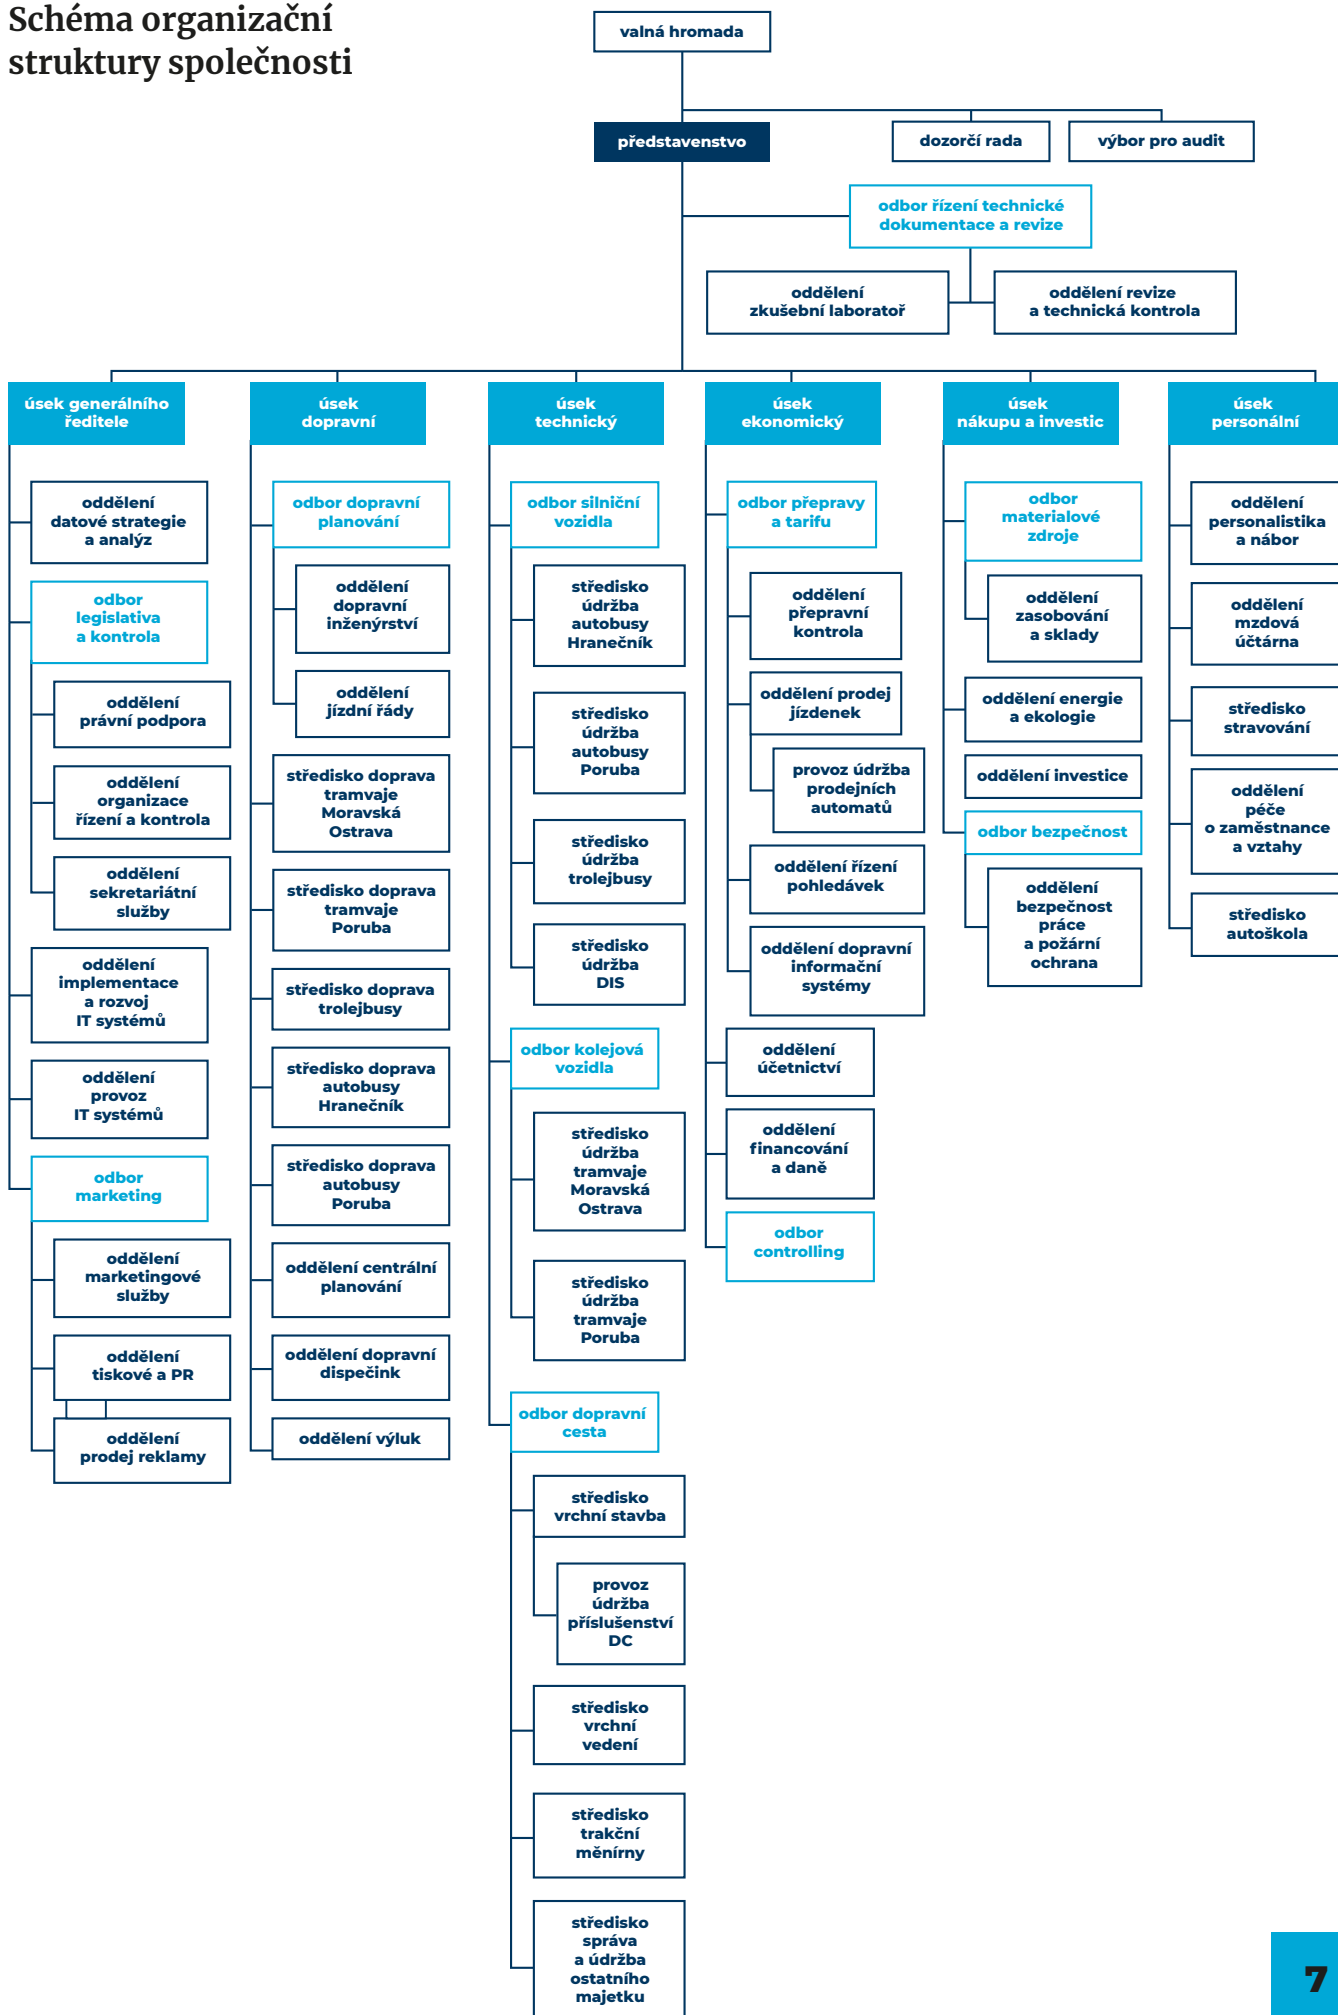 Schéma organizační
struktury společnosti
valná hromada
představenstvo
dozorčí rada
výbor pro audit
odbor řízení technické
dokumentace a revize
oddělení
zkušební laboratoř
oddělení revize
a technická kontrola
úsek generálního
ředitele
oddělení
datové strategie
a analýz
odbor
legislativa
a kontrola
oddělení
právní podpora
oddělení
organizace
řízení a kontrola
oddělení
sekretariátní
služby
oddělení
implementace
a rozvoj
IT systémů
oddělení
provoz
IT systémů
odbor
marketing
oddělení
marketingové
služby
oddělení
tiskové a PR
oddělení
prodej reklamy
úsek
dopravní
odbor dopravní
planování
oddělení
dopravní
inženýrství
oddělení
jízdní řády
středisko doprava
tramvaje
Moravská
Ostrava
středisko doprava
tramvaje
Poruba
středisko doprava
trolejbusy
středisko doprava
autobusy
Hranečník
středisko doprava
autobusy
Poruba
oddělení centrální
planování
oddělení dopravní
dispečink
oddělení výluk
úsek
technický
odbor silniční
vozidla
středisko
údržba
autobusy
Hranečník
středisko
údržba
autobusy
Poruba
středisko
údržba
trolejbusy
středisko
údržba
DIS
odbor kolejová
vozidla
středisko
údržba
tramvaje
Moravská
Ostrava
středisko
údržba
tramvaje
Poruba
odbor dopravní
cesta
středisko
vrchní stavba
provoz
údržba
příslušenství
DC
středisko
vrchní
vedení
středisko
trakční
měnírny
středisko
správa
a údržba
ostatního
majetku
úsek
ekonomický
odbor přepravy
a tarifu
oddělení
přepravní
kontrola
oddělení prodej
jízdenek
provoz údržba
prodejních
automatů
oddělení řízení
pohledávek
oddělení dopravní
informační
systémy
oddělení
účetnictví
oddělení
financování
a daně
odbor
controlling
úsek
nákupu a investic
odbor
materialové
zdroje
oddělení
zasobování
a sklady
oddělení energie
a ekologie
oddělení investice
odbor bezpečnost
oddělení
bezpečnost
práce
a požární
ochrana
úsek
personální
oddělení
personalistika
a nábor
oddělení
mzdová
účtárna
středisko
stravování
oddělení
péče
o zaměstnance
a vztahy
středisko
autoškola
7